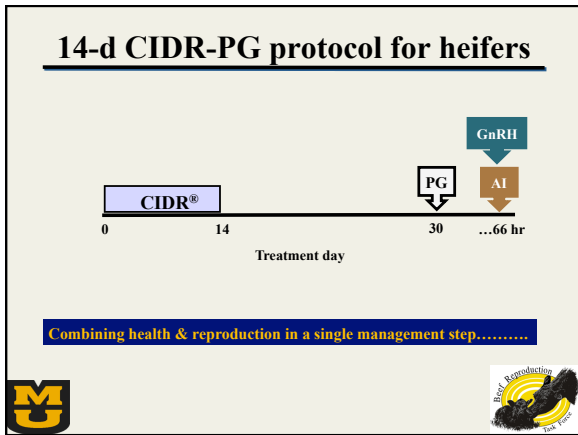 14-d CIDR-PG protocol for heifers
GnRH
PG
AI
CIDR®
0
14
30
…66 hr
Treatment day
Combining health & reproduction in a single management step……….
MU
Beef Reproduction
Task Force